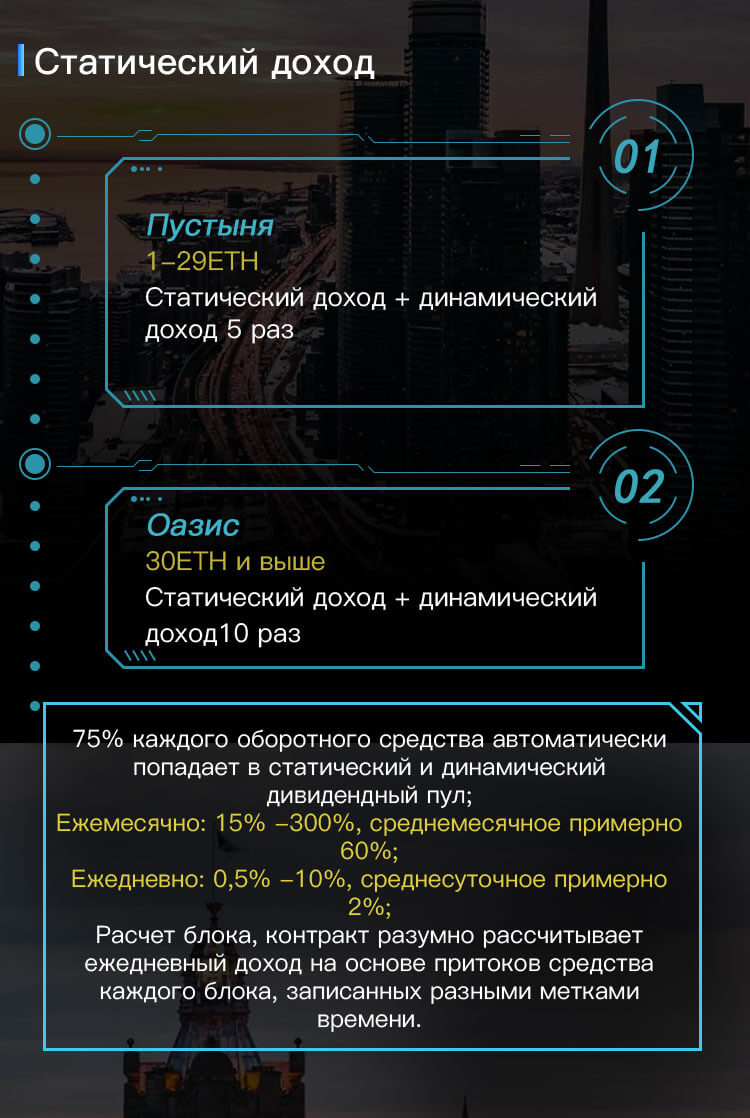 Статический доход
01
Пустыня
1–29ETH
Статический доход + динамический
доход 5 раз
02
Оазис
30ETH и выше
Статический доход + динамический
доход10 раз
75% каждого оборотного средства автоматически
попадает в статический и динамический
дивидендный пул;
Ежемесячно: 15% –300%, среднемесячное примерно
60%;
Ежедневно: 0,5% –10%, среднесуточное примерно
2%;
Расчет блока, контракт разумно рассчитывает
ежедневный доход на основе притоков средства
каждого блока, записанных разными метками
времени.